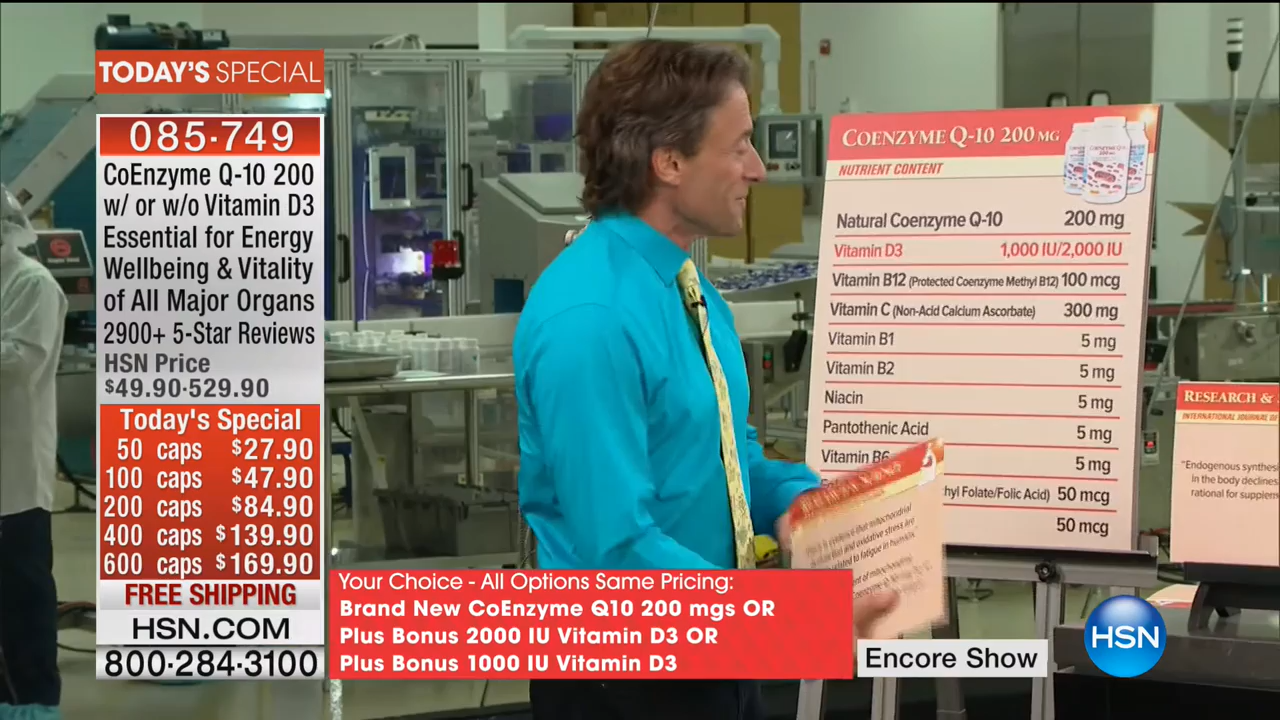 TODAY'S SPECIAL
085·749
CoEnzyme Q-10 200
w/ or w/o Vitamin D3
Essential for Energy
Wellbeing & Vitality
of All Major Organs
2900+ 5-Star Reviews
HSN Price
$49.90-529.90
Today's Special
50 caps $27.90
100 caps $47.90
200 caps $84.90
400 caps $139.90
600 caps $169.90
FREE SHIPPING
HSN.COM
800·284·3100
Your Choice - All Options Same Pricing:
Brand New CoEnzyme Q10 200 mgs OR
Plus Bonus 2000 IU Vitamin D3 OR
Plus Bonus 1000 IU Vitamin D3
Encore Show
HSN
COENZYME Q-10 200 MG
NUTRIENT CONTENT
Natural Coenzyme Q-10 200 mg
Vitamin D3 1,000 IU/2,000 IU
Vitamin B12 (Protected Coenzyme Methyl B12) 100 mcg
Vitamin C (Non-Acid Calcium Ascorbate) 300 mg
Vitamin B1 5 mg
Vitamin B2 5 mg
Niacin 5 mg
Pantothenic Acid 5 mg
Vitamin B6 5 mg
Folate/Folic Acid) 50 mcg
50 mcg
RESEARCH &
INTERNATIONAL JOURNAL
"Endogenous
in the body declines
rational for